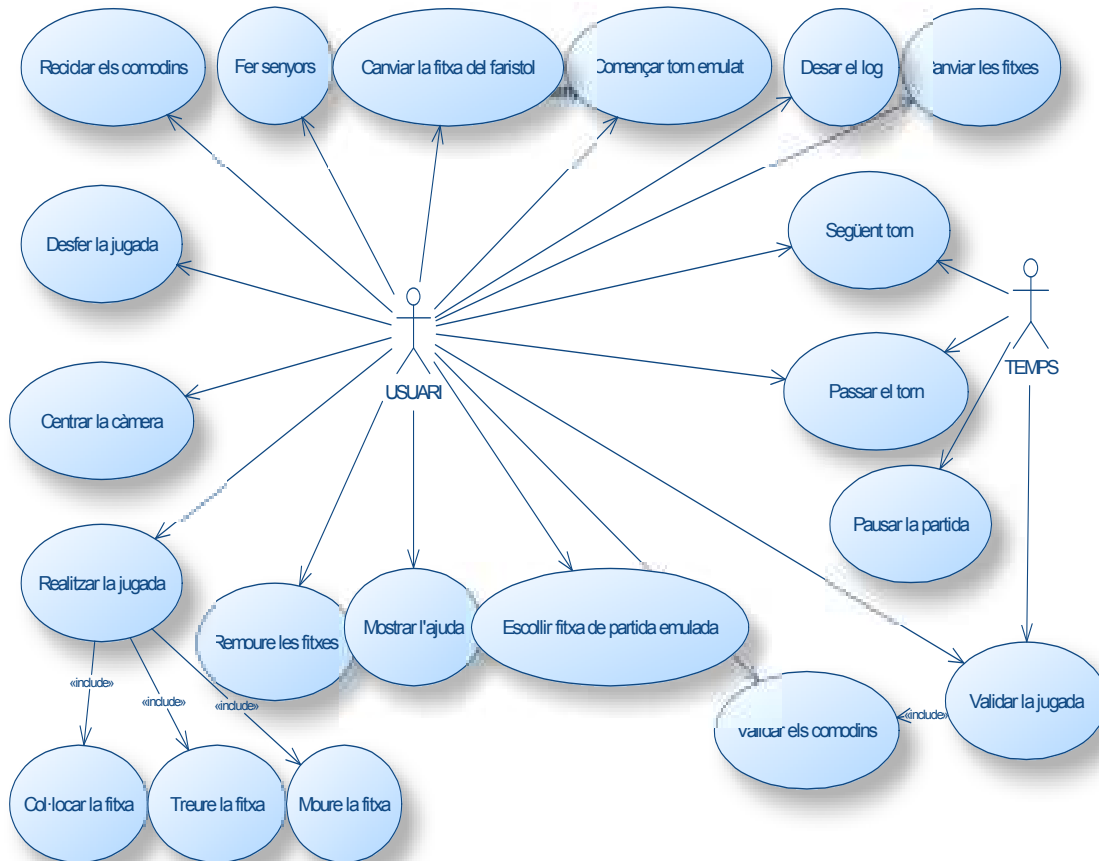 Reciclar els comodins
Fer senyors
Canviar la fitxa del faristol
Començar torn emulat
Desar el log
Canviar les fitxes
Desfer la jugada
Següent torn
USUARI
TEMPS
Passar el torn
Centrar la càmera
Pausar la partida
Realitzar la jugada
Remoure les fitxes
Mostrar l'ajuda
Escollir fitxa de partida emulada
Validar la jugada
Validar els comodins
«include»
«include»
«include»
«include»
Col·locar la fitxa
Treure la fitxa
Moure la fitxa